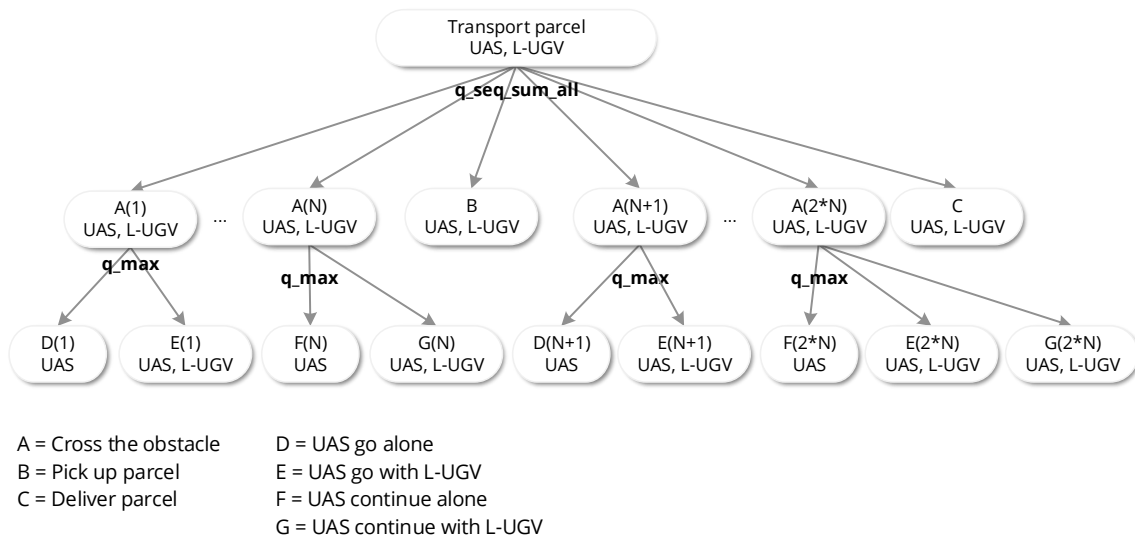 Transport parcel
UAS, L-UGV
q_seq_sum_all
A(1)
UAS, L-UGV
...
A(N)
UAS, L-UGV
B
UAS, L-UGV
A(N+1)
UAS, L-UGV
...
A(2*N)
UAS, L-UGV
C
UAS, L-UGV
q_max
q_max
q_max
q_max
D(1)
UAS
E(1)
UAS, L-UGV
F(N)
UAS
G(N)
UAS, L-UGV
D(N+1)
UAS
E(N+1)
UAS, L-UGV
F(2*N)
UAS
E(2*N)
UAS, L-UGV
G(2*N)
UAS, L-UGV
A = Cross the obstacle
B = Pick up parcel
C = Deliver parcel
D = UAS go alone
E = UAS go with L-UGV
F = UAS continue alone
G = UAS continue with L-UGV